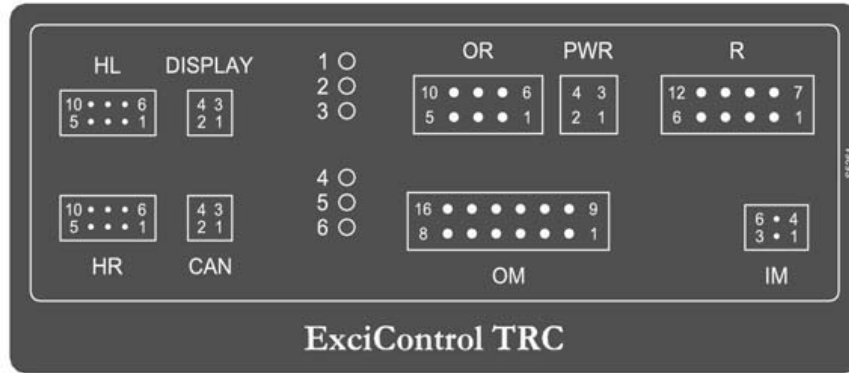 HL DISPLAY
10 • • • 6
5 • • • 1
4 3
2 1
1
2
3
OR PWR R
10 • • • 6
5 • • • 1
4 3
2 1
12 • • • • 7
6 • • • • 1
10 • • • 6
5 • • • 1
4 3
2 1
HR CAN
4
5
6
16 • • • • • • 9
8 • • • • • • 1
OM
6 • 4
3 • 1
IM
ExciControl TRC